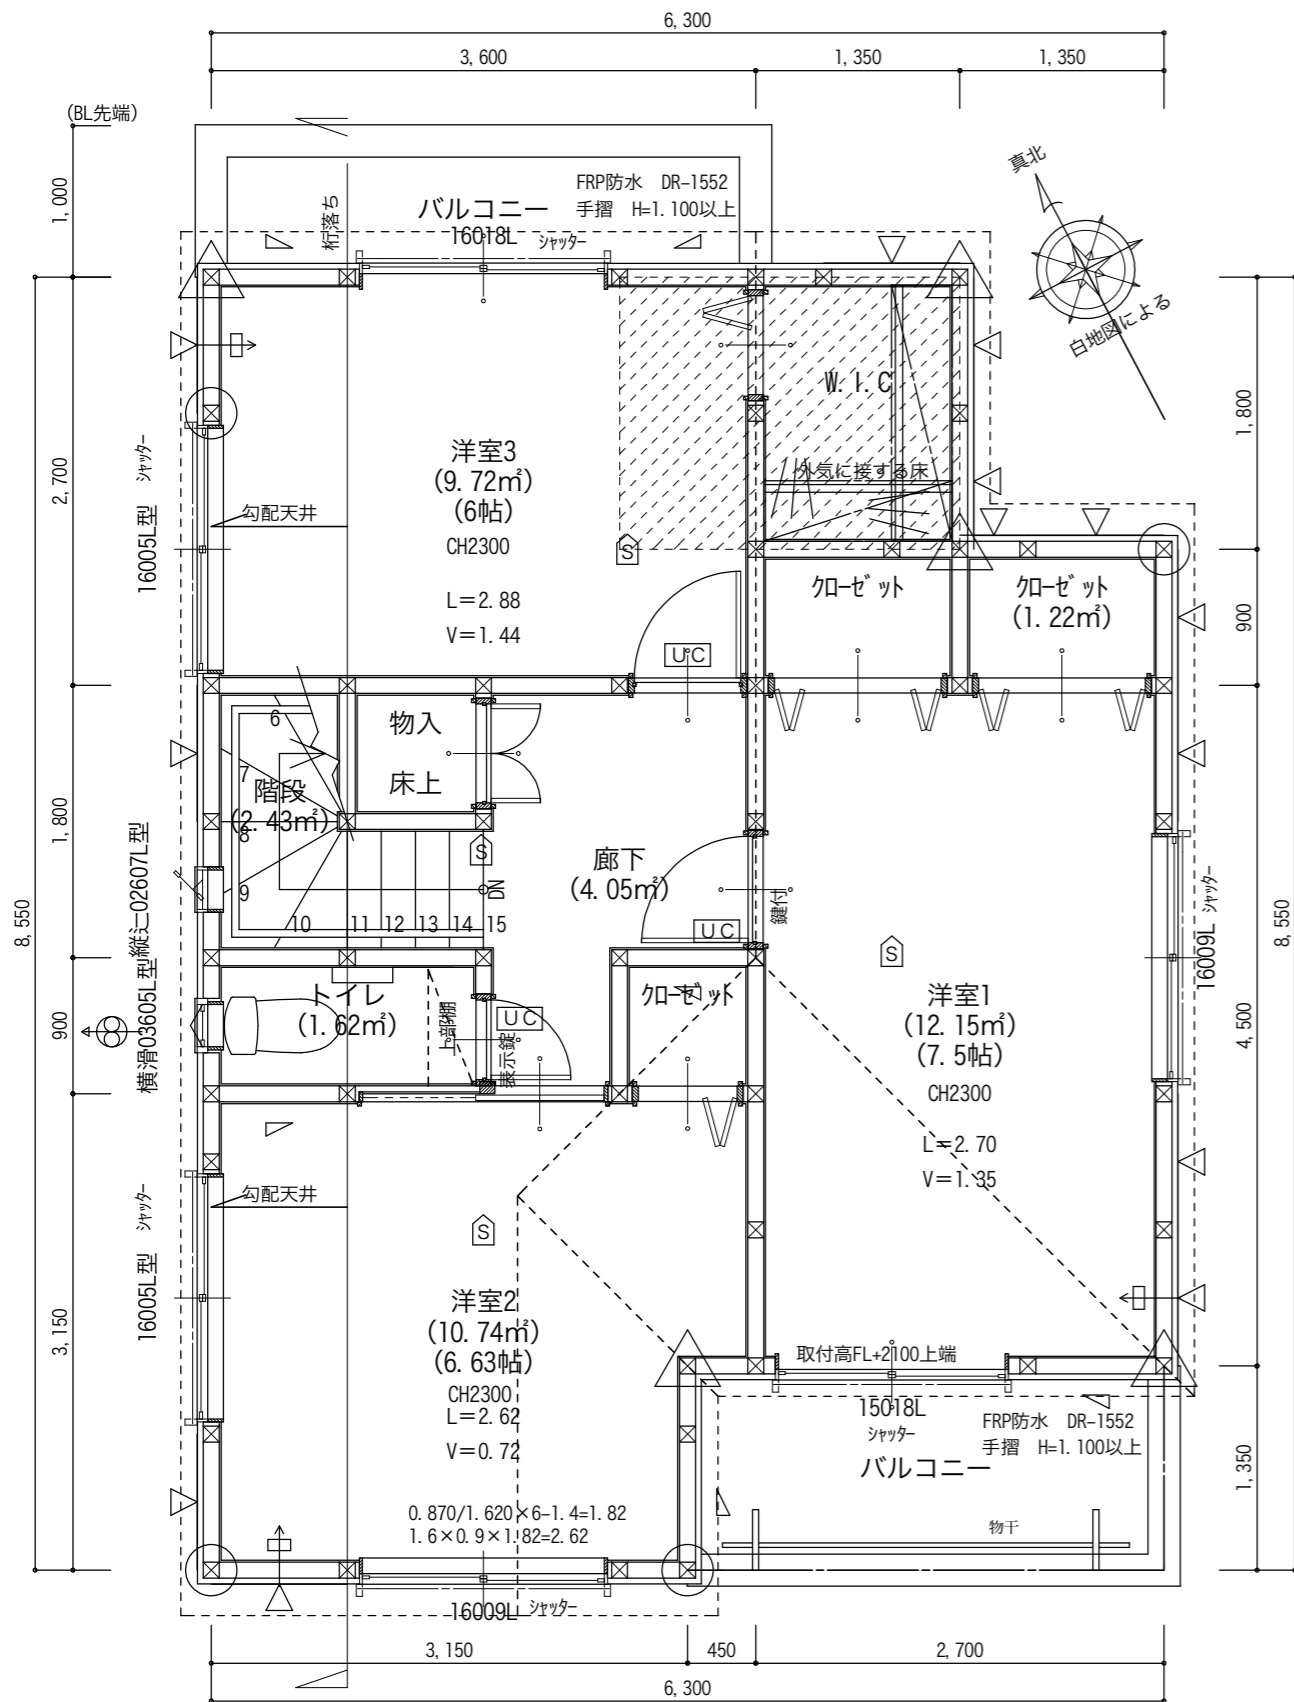 6,300
3,600
1,350
1,350
(BL先端)
真北
白地図による
1,000
桁落ち
FRP防水 DR-1552
手摺 H=1.100以上
バルコニー
16018L
シャッター
W.I.C
外気に接する床
洋室3
(9.72㎡)
(6帖)
CH2300
L=2.88
V=1.44
勾配天井
シャッター
16005L型
2,700
1,800
900
S
UC
クローゼット
クローゼット
(1.22㎡)
物入
床上
階段
(2.43㎡)
6
7
8
9
10
11
12
13
14
15
DN
S
廊下
(4.05㎡)
UC
鍵付
S
8,550
1,800
縦辷02607L型
横滑03605L型
900
トイレ
(1.62㎡)
上部棚
UC
表示錠
クローゼット
洋室1
(12.15㎡)
(7.5帖)
CH2300
L=2.70
V=1.35
シャッター
16009L
4,500
8,550
勾配天井
シャッター
16005L型
3,150
S
洋室2
(10.74㎡)
(6.63帖)
CH2300
L=2.62
V=0.72
0.870/1.620×6-1.4=1.82
1.6×0.9×1.82=2.62
16009L
シャッター
取付高FL+2100上端
15018L
シャッター
FRP防水 DR-1552
手摺 H=1.100以上
バルコニー
物干
1,350
3,150
450
2,700
6,300